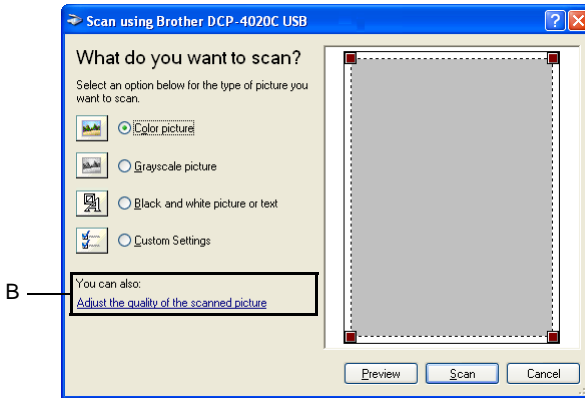 Scan using Brother DCP-4020C USB
What do you want to scan?
Select an option below for the type of picture you
want to scan.
Color picture
Grayscale picture
Black and white picture or text
Custom Settings
B
You can also:
Adjust the quality of the scanned picture
Preview
Scan
Cancel